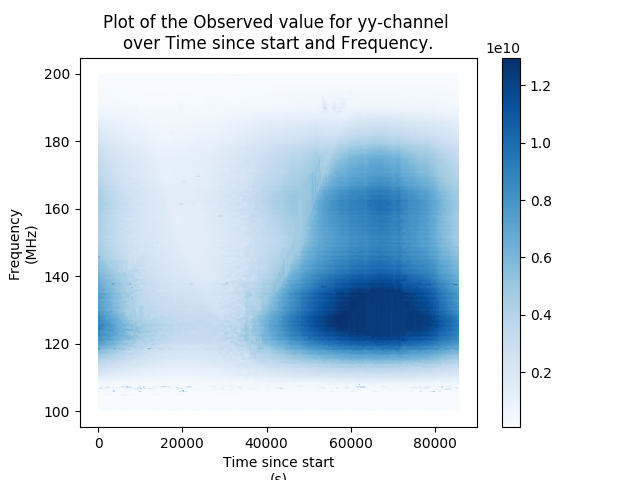 Plot of the Observed value for yy-channel
over Time since start and Frequency.
1e10
200
180
160
140
120
100
Frequency
(MHz)
0
20000
40000
60000
80000
Time since start
(s)
1.2
1.0
0.8
0.6
0.4
0.2